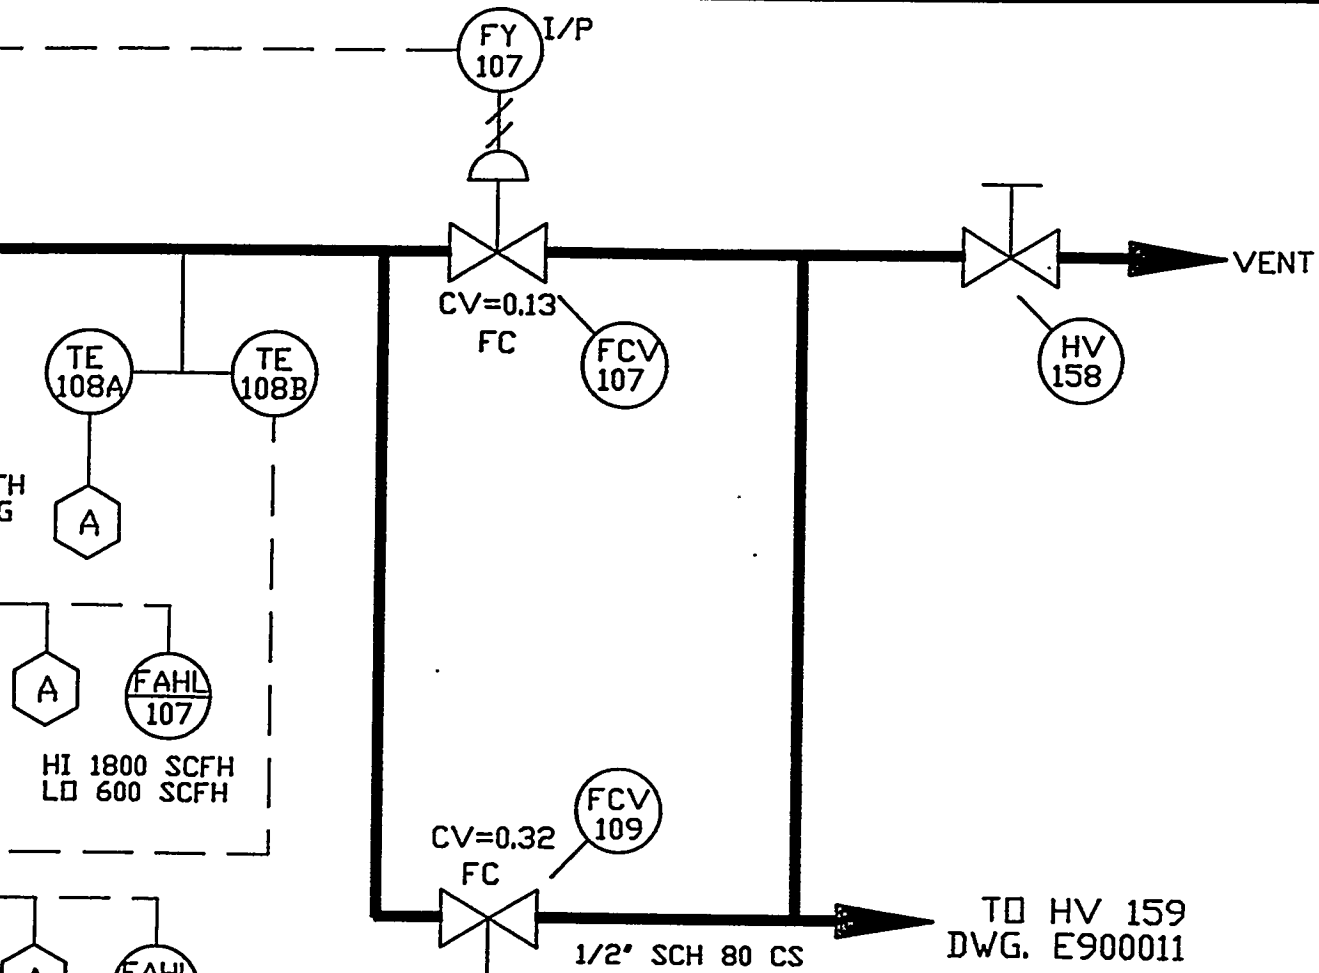 FY
107
I/P
VENT
CV=0.13
FC
FCV
107
HV
158
TE
108A
TE
108B
A
A
FAHL
107
HI 1800 SCFH
LO 600 SCFH
FCV
109
CV=0.32
FC
TO HV 159
DWG. E900011
1/2" SCH 80 CS
A
FAHL